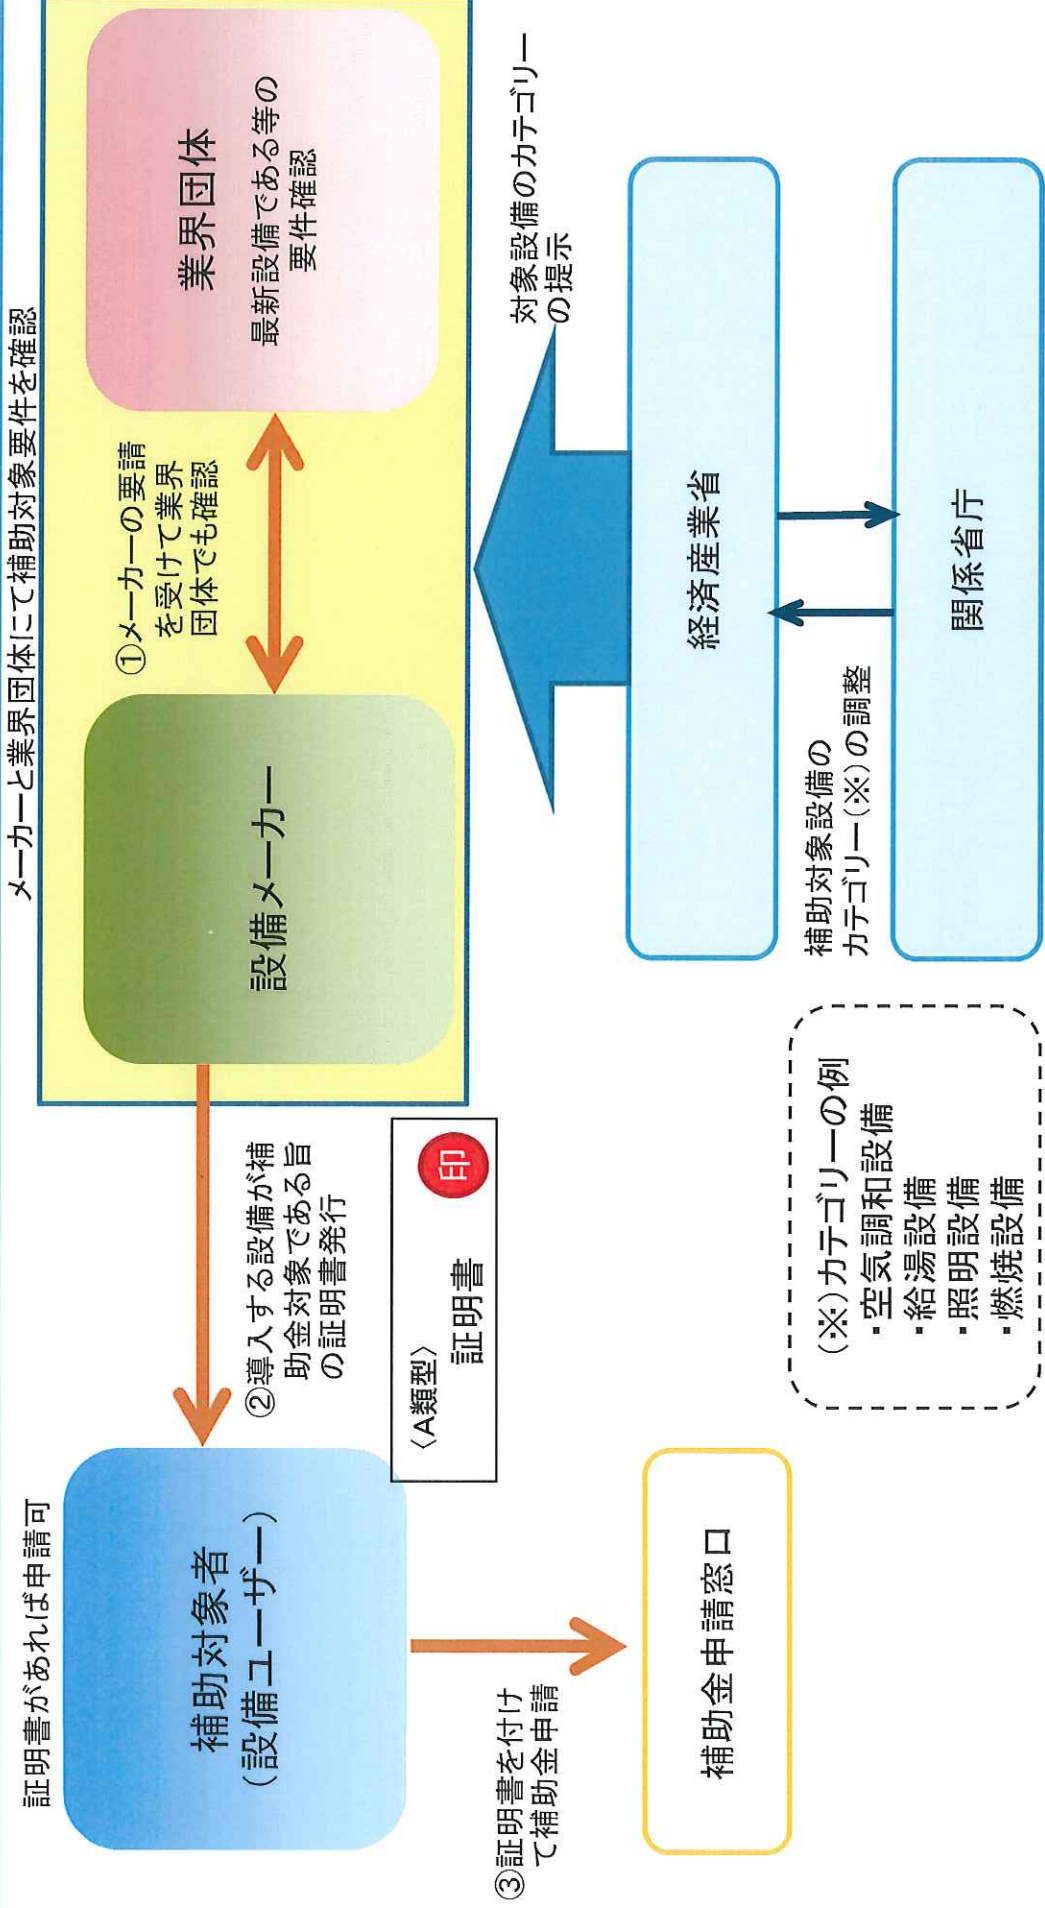 証明書があれば申請可
メーカーと業界団体にて補助対象要件を確認
補助対象者
（設備ユーザー）
②導入する設備が補
助金対象である旨
の証明書発行
〈A類型〉
証明書
印
設備メーカー
①メーカーの要請
を受けて業界
団体でも確認
業界団体
最新設備である等の
要件確認
③証明書を付け
て補助金申請
補助金申請窓口
対象設備のカテゴリー
の提示
経済産業省
補助対象設備の
カテゴリー（※）の調整
関係省庁
（※）カテゴリーの例
・空気調和設備
・給湯設備
・照明設備
・燃焼設備